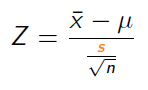 Z = (x̄ − μ) / (s / √n)